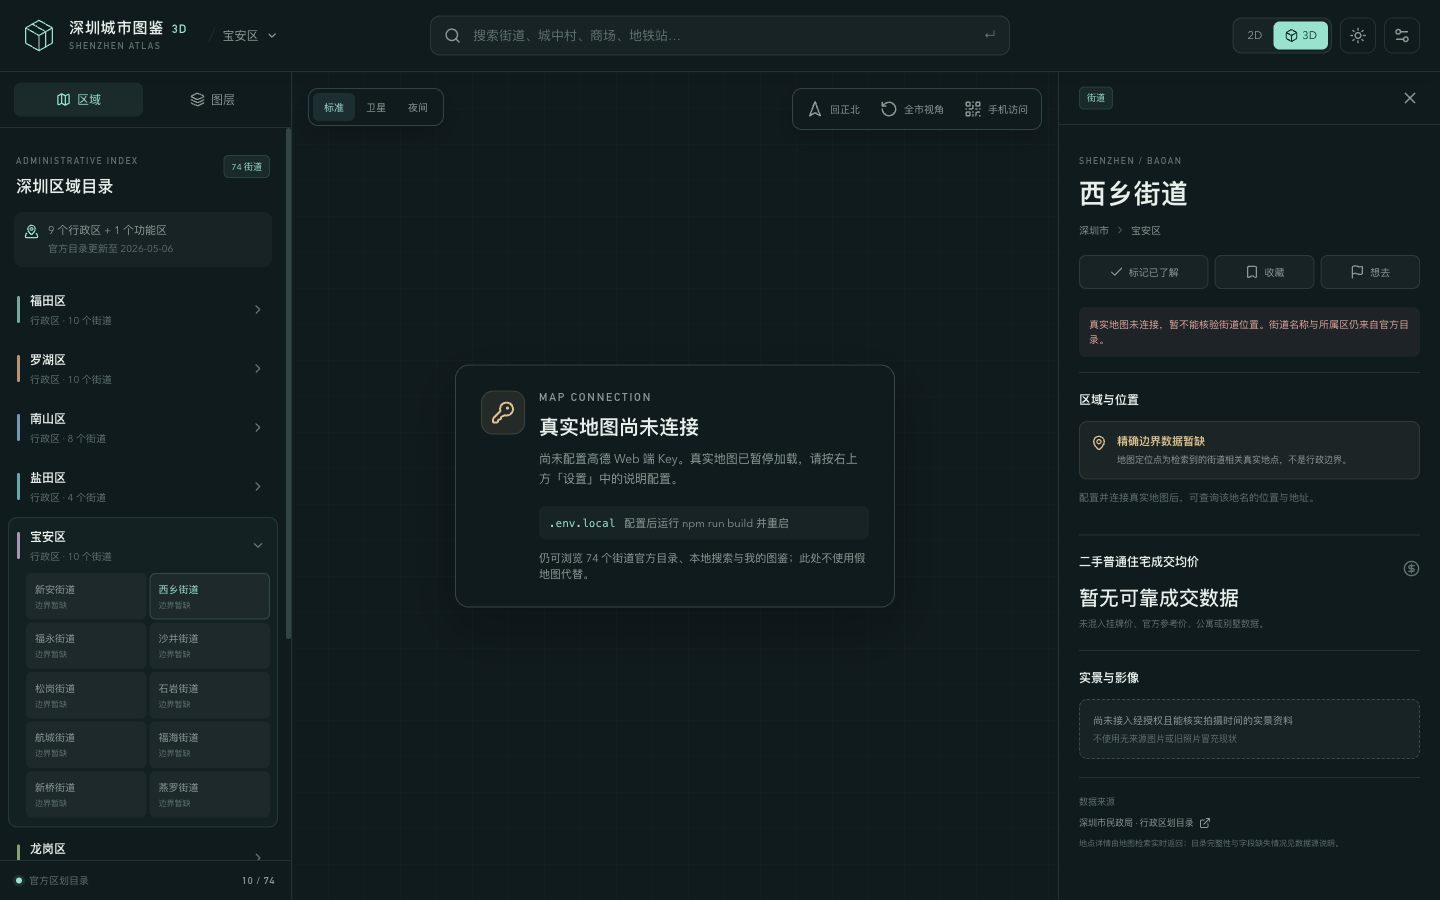 深圳城市图鉴 3D
SHENZHEN ATLAS
宝安区
搜索街道、城中村、商场、地铁站...
2D
3D
区域
图层
ADMINISTRATIVE INDEX
深圳区域目录
74 街道
9 个行政区 + 1 个功能区
官方目录更新至 2026-05-06
福田区
行政区 · 10 个街道
罗湖区
行政区 · 10 个街道
南山区
行政区 · 8 个街道
盐田区
行政区 · 4 个街道
宝安区
行政区 · 10 个街道
新安街道
边界暂缺
西乡街道
边界暂缺
福永街道
边界暂缺
沙井街道
边界暂缺
松岗街道
边界暂缺
石岩街道
边界暂缺
航城街道
边界暂缺
福海街道
边界暂缺
新桥街道
边界暂缺
燕罗街道
边界暂缺
龙岗区
官方区划目录
10 / 74
标准
卫星
夜间
回正北
全市视角
手机访问
MAP CONNECTION
真实地图尚未连接
尚未配置高德 Web 端 Key。真实地图已暂停加载，请按右上
方「设置」中的说明配置。
.env.local 配置后运行 npm run build 并重启
仍可浏览 74 个街道官方目录、本地搜索与我的图鉴；此处不使用假
地图代替。
街道
SHENZHEN / BAOAN
西乡街道
深圳市
宝安区
标记已了解
收藏
想去
真实地图未连接，暂不能核验街道位置。街道名称与所属区仍来自官方目
录。
区域与位置
精确边界数据暂缺
地图定位点为检索到的街道相关真实地点，不是行政边界。
配置并连接真实地图后，可查询该地名的位置与地址。
二手普通住宅成交均价
暂无可靠成交数据
未混入挂牌价、官方参考价、公寓或别墅数据。
实景与影像
尚未接入经授权且能核实拍摄时间的实景资料
不使用无来源图片或旧照片冒充现状
数据来源
深圳市民政局 · 行政区划目录
地点详情由地图检索实时返回；目录完整性与字段缺失情况见数据源说明。